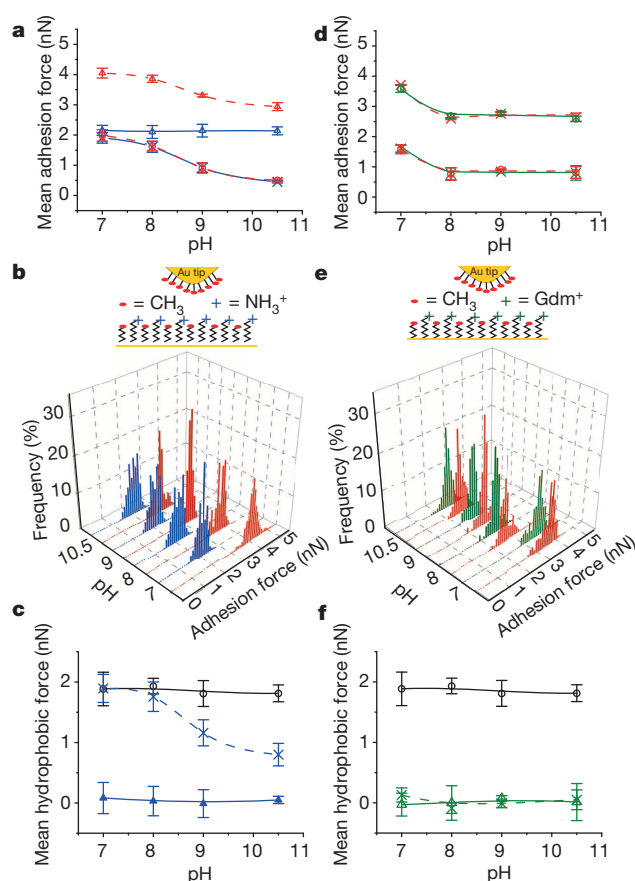 a
Mean adhesion force (nN)
5
4
3
2
1
0
7 8 9 10 11
pH
d
Mean adhesion force (nN)
5
4
3
2
1
0
7 8 9 10 11
pH
b
Au tip
= CH3 + = NH3+
Frequency (%)
30
20
10
0
10.5
9
8
7
pH
0
1
2
3
4
5
Adhesion force (nN)
e
Au tip
= CH3 + = Gdm+
Frequency (%)
30
20
10
0
10.5
9
8
7
pH
0
1
2
3
4
5
Adhesion force (nN)
c
Mean hydrophobic force (nN)
2
1
0
7 8 9 10 11
pH
f
Mean hydrophobic force (nN)
2
1
0
7 8 9 10 11
pH